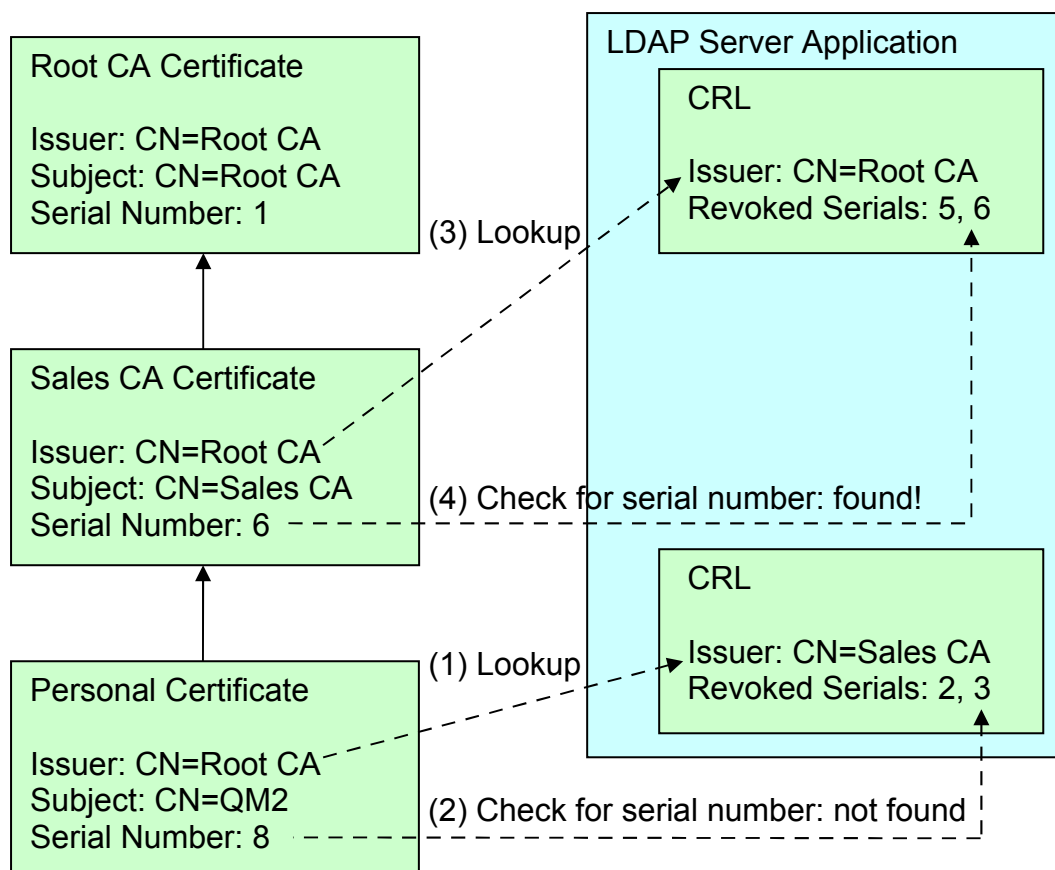 Root CA Certificate
Issuer: CN=Root CA
Subject: CN=Root CA
Serial Number: 1
Sales CA Certificate
Issuer: CN=Root CA
Subject: CN=Sales CA
Serial Number: 6
Personal Certificate
Issuer: CN=Root CA
Subject: CN=QM2
Serial Number: 8
(3) Lookup
(4) Check for serial number: found!
(1) Lookup
(2) Check for serial number: not found
LDAP Server Application
CRL
Issuer: CN=Root CA
Revoked Serials: 5, 6
CRL
Issuer: CN=Sales CA
Revoked Serials: 2, 3